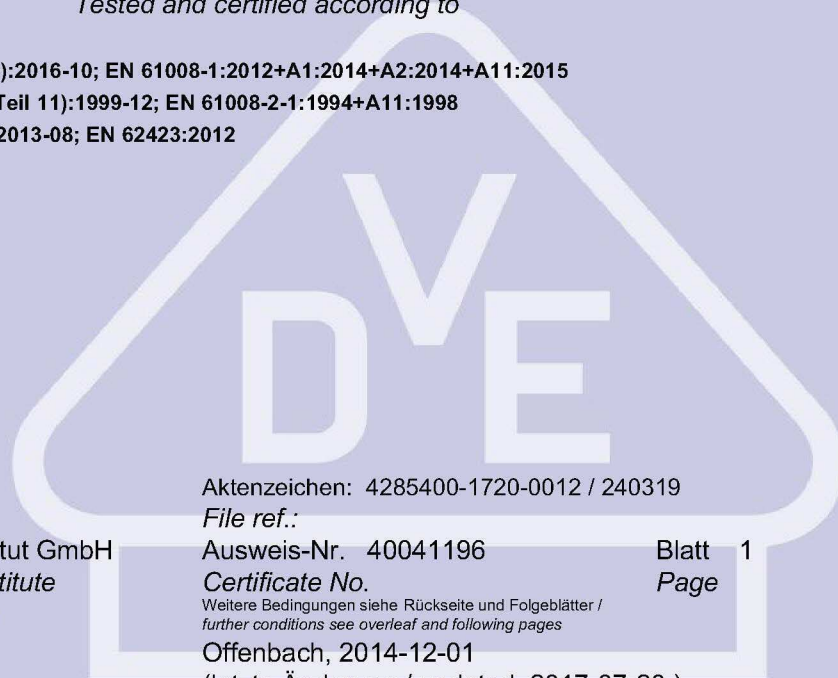 Tested and certified according to
):2016-10; EN 61008-1:2012+A1:2014+A2:2014+A11:2015
Teil 11):1999-12; EN 61008-2-1:1994+A11:1998
2013-08; EN 62423:2012
VDE
Aktenzeichen: 4285400-1720-0012 / 240319
File ref.:
tut GmbH Ausweis-Nr. 40041196 Blatt 1
titute Certificate No. Page
Weitere Bedingungen siehe Rückseite und Folgeblätter /
further conditions see overleaf and following pages
Offenbach, 2014-12-01